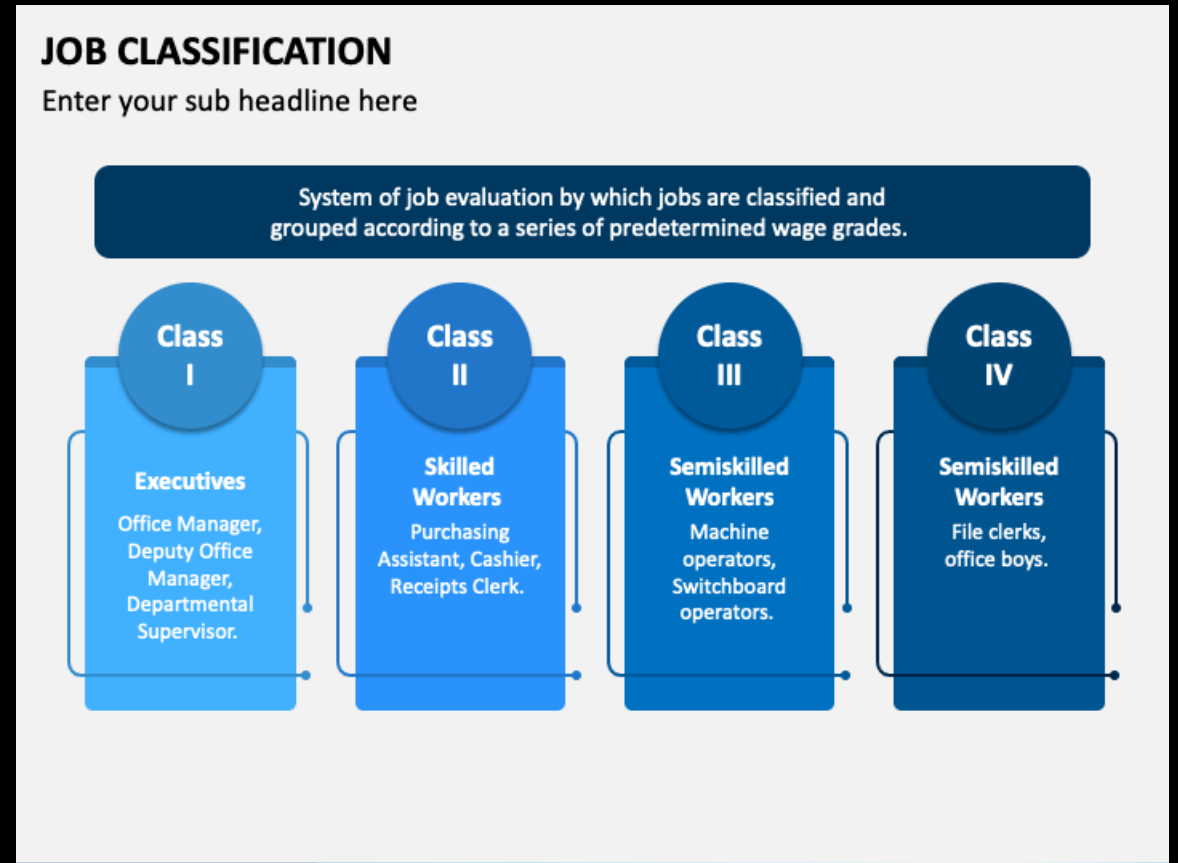 JOB CLASSIFICATION
Enter your sub headline here
System of job evaluation by which jobs are classified and
grouped according to a series of predetermined wage grades.
Class
I
Executives
Office Manager,
Deputy Office
Manager,
Departmental
Supervisor.
Class
II
Skilled
Workers
Purchasing
Assistant, Cashier,
Receipts Clerk.
Class
III
Semiskilled
Workers
Machine
operators,
Switchboard
operators.
Class
IV
Semiskilled
Workers
File clerks,
office boys.